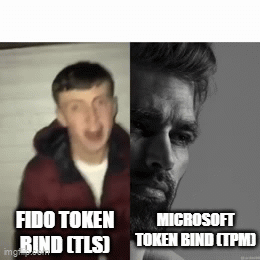 FIDO TOKEN
BIND (TLS)
MICROSOFT
TOKEN BIND (TPM)